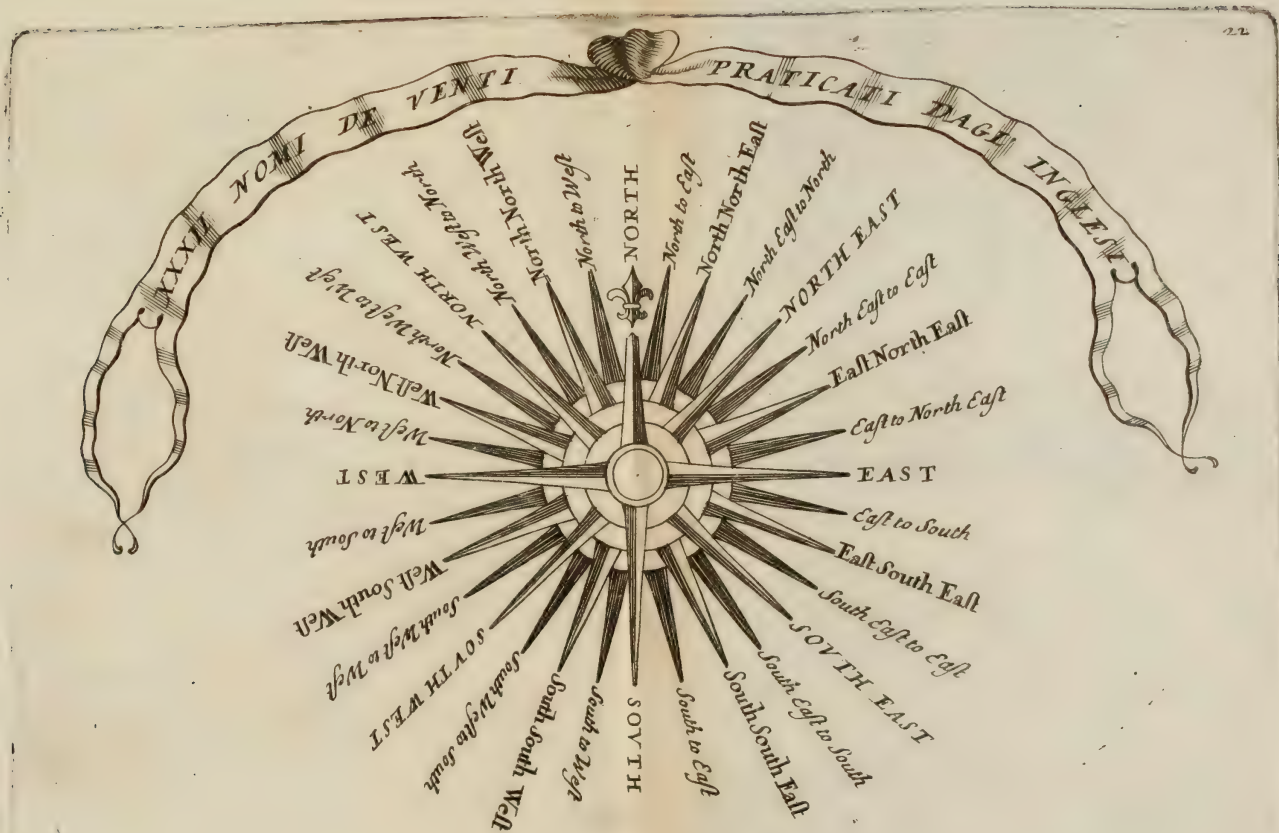 22
XXXII NOMI DE VENTI PRATICATI DAGL' INGLESI
NORTH
North to Eaſt
North North Eaſt
North Eaſt to North
NORTH EAST
North Eaſt to Eaſt
Eaſt North Eaſt
Eaſt to North Eaſt
EAST
Eaſt to South
Eaſt South Eaſt
South Eaſt to Eaſt
SOVTH EAST
South Eaſt to South
South South Eaſt
South to Eaſt
SOVTH
South to Weſt
South South Weſt
South Weſt to South
SOVTH WEST
South Weſt to Weſt
Weſt South Weſt
Weſt to South
WEST
Weſt to North
Weſt North Weſt
North Weſt to Weſt
NORTH WEST
North Weſt to North
North North Weſt
North to Weſt